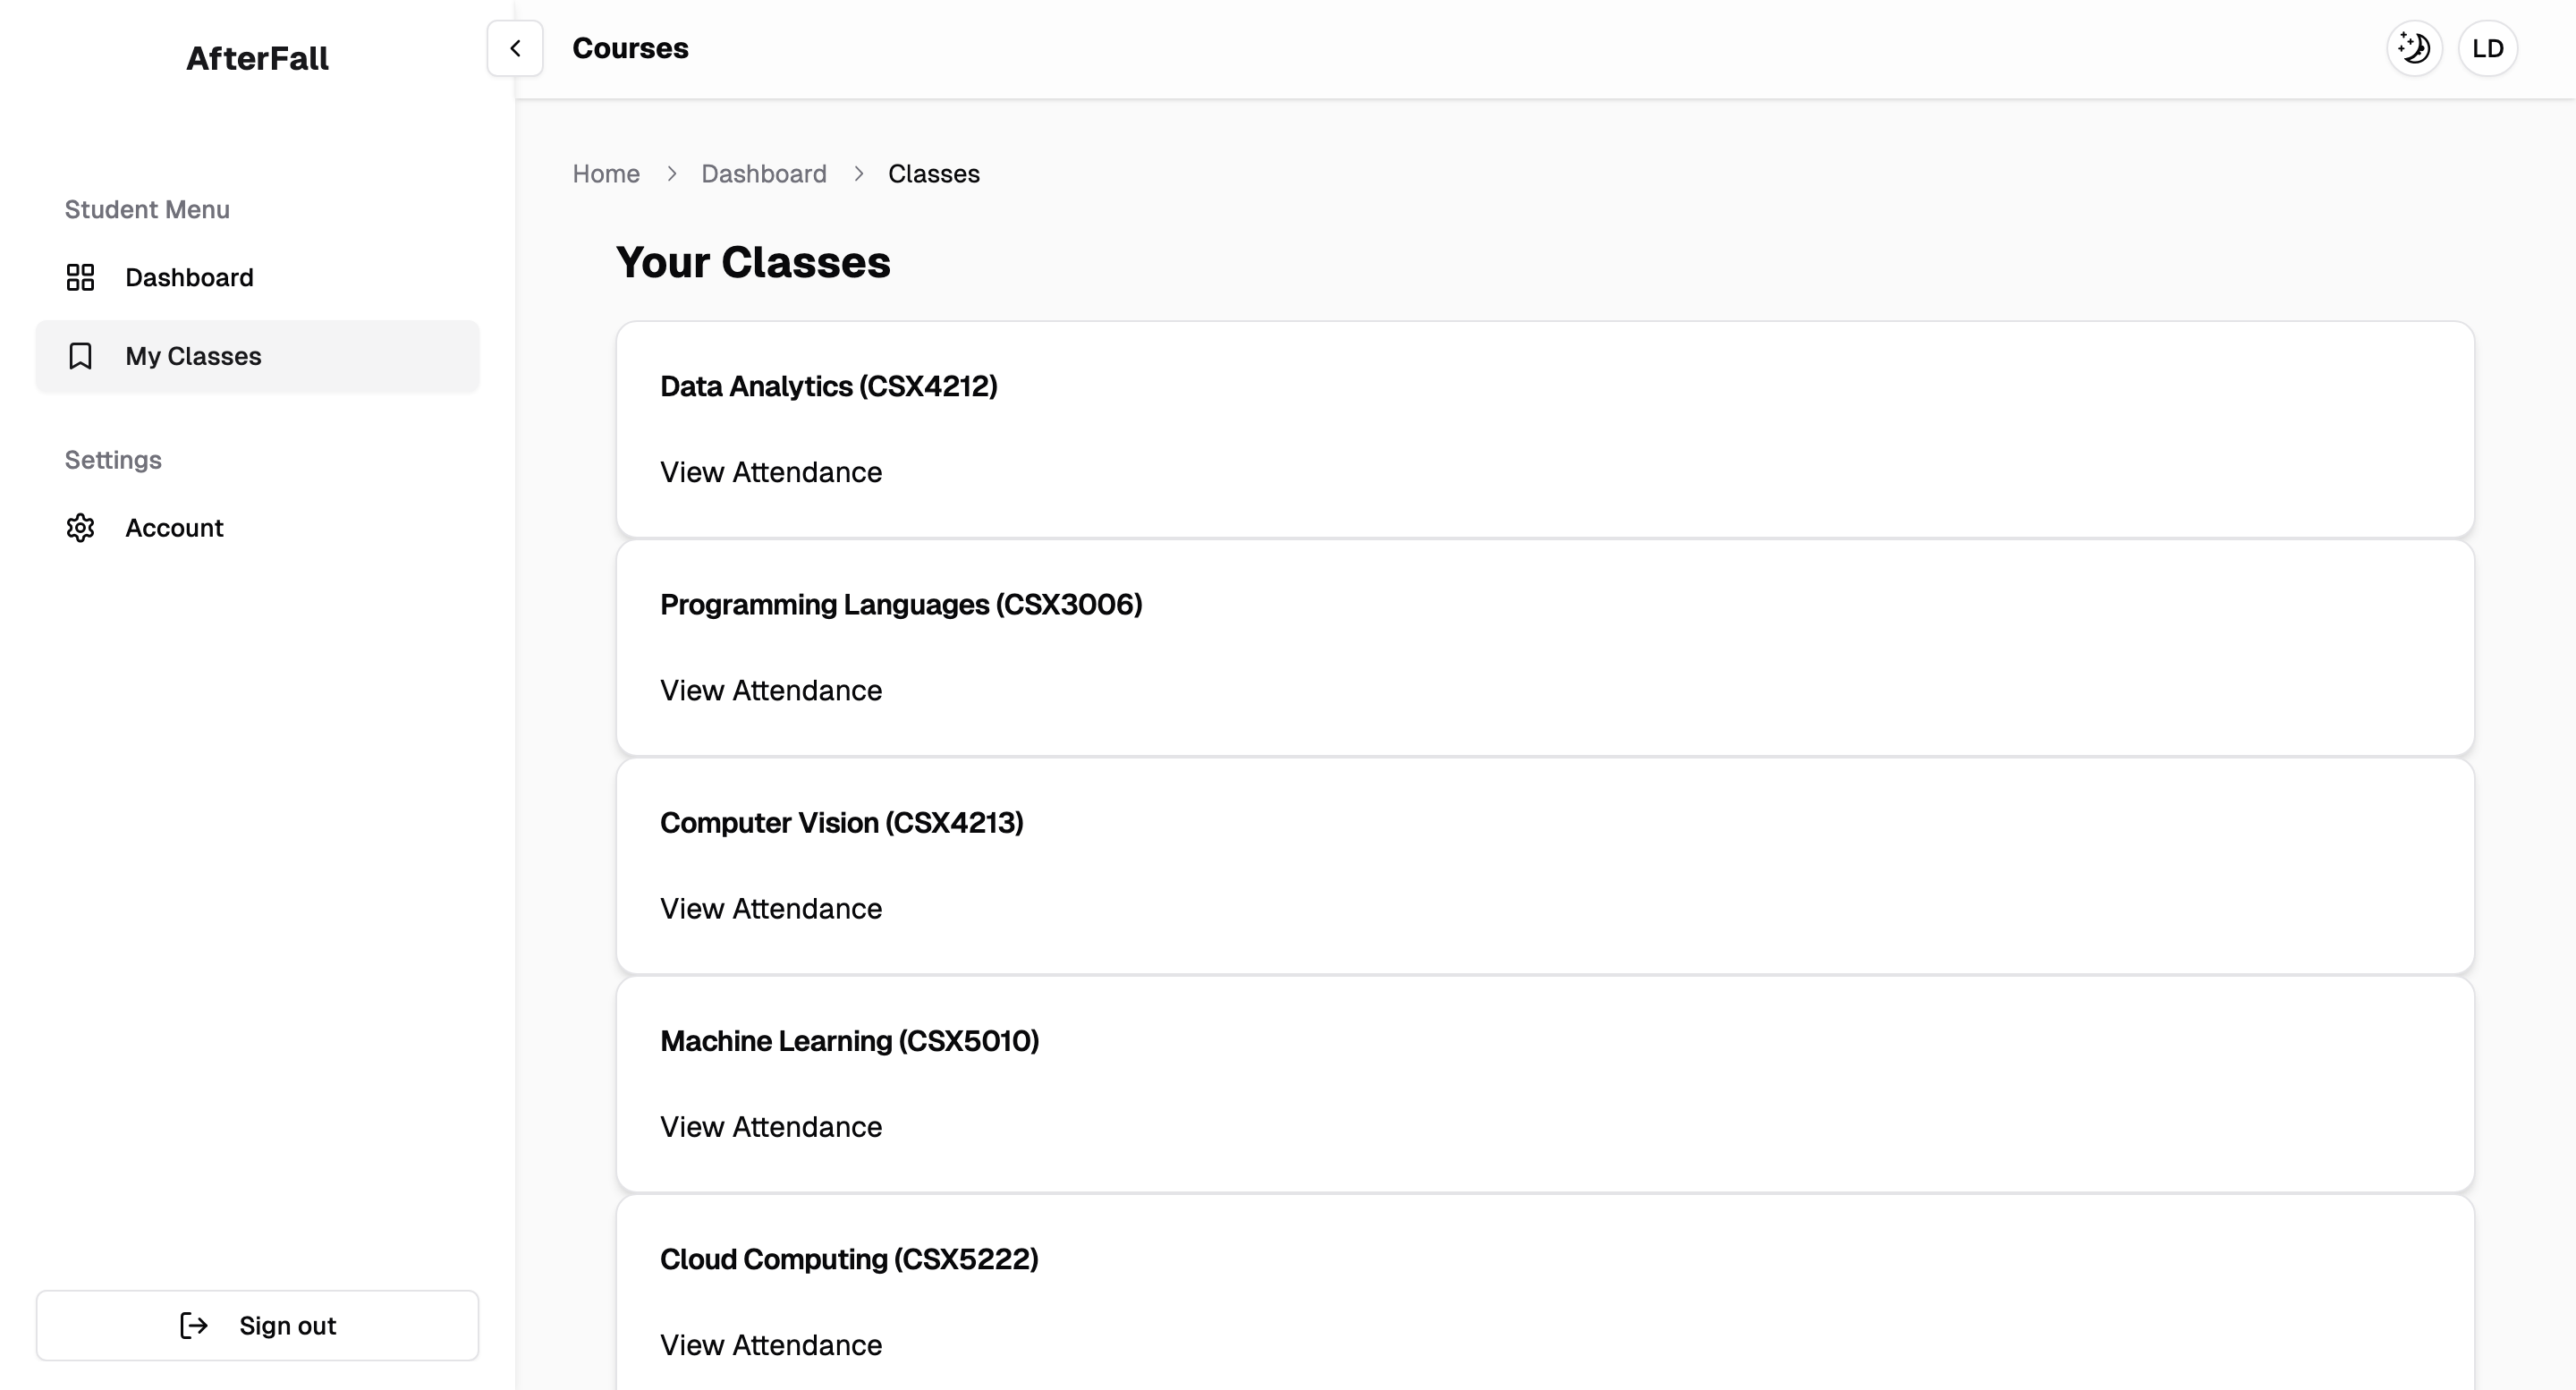 AfterFall
Student Menu
Dashboard
My Classes
Settings
Account
Sign out
Courses
LD
Home > Dashboard > Classes
Your Classes
Data Analytics (CSX4212)
View Attendance
Programming Languages (CSX3006)
View Attendance
Computer Vision (CSX4213)
View Attendance
Machine Learning (CSX5010)
View Attendance
Cloud Computing (CSX5222)
View Attendance